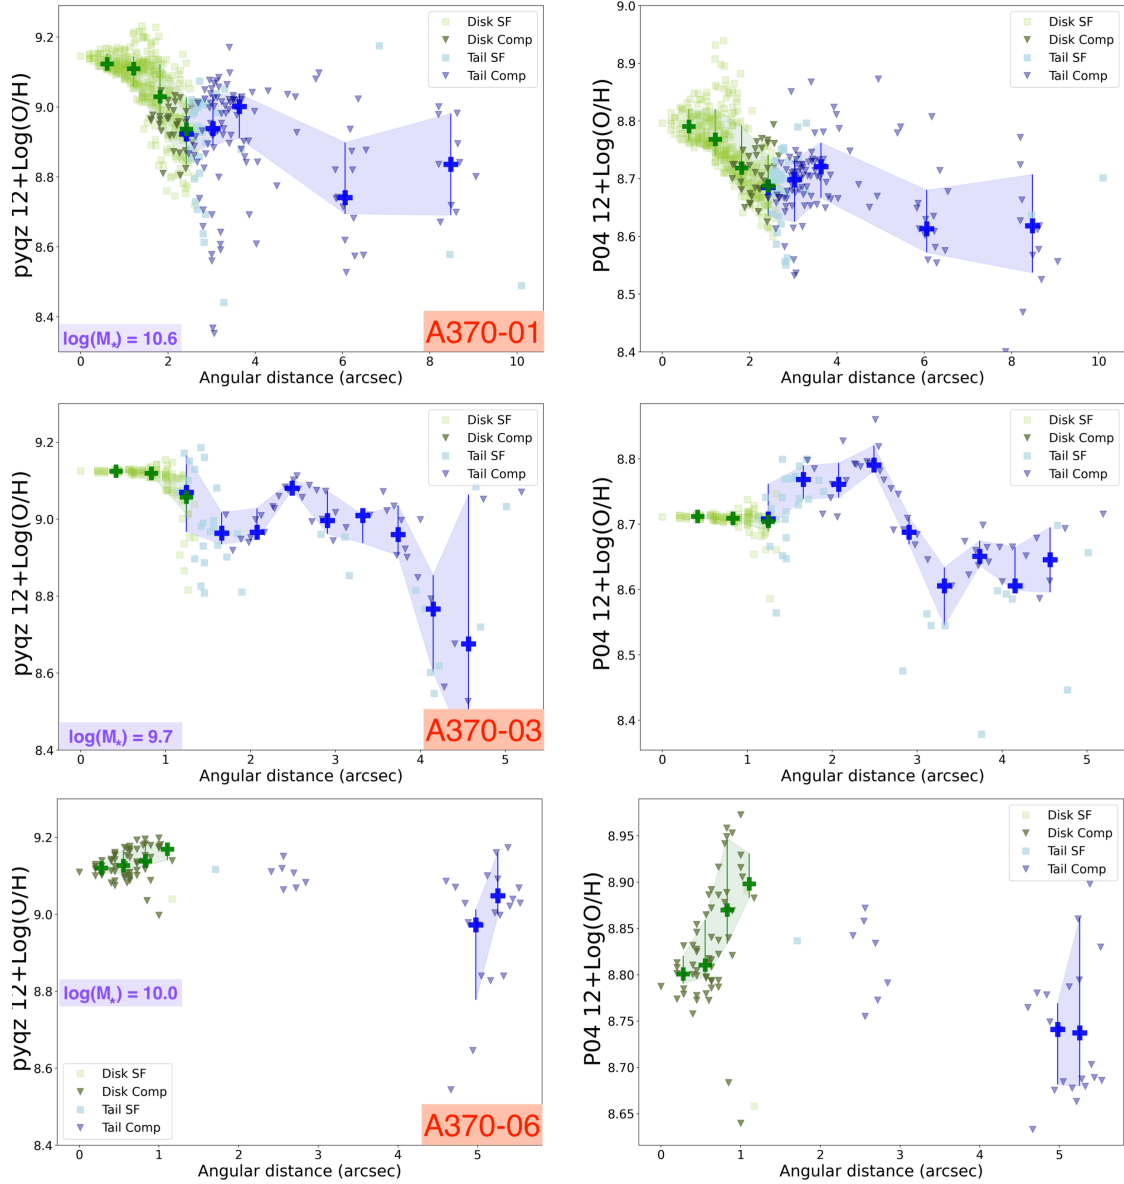 pyqz 12+Log(O/H)
9.2
9.0
8.8
8.6
8.4
Disk SF
Disk Comp
Tail SF
Tail Comp
log(M⁎) = 10.6
A370-01
0 2 4 6 8 10
Angular distance (arcsec)
P04 12+Log(O/H)
9.0
8.9
8.8
8.7
8.6
8.5
8.4
Disk SF
Disk Comp
Tail SF
Tail Comp
0 2 4 6 8 10
Angular distance (arcsec)
pyqz 12+Log(O/H)
9.2
9.0
8.8
8.6
8.4
Disk SF
Disk Comp
Tail SF
Tail Comp
log(M⁎) = 9.7
A370-03
0 1 2 3 4 5
Angular distance (arcsec)
P04 12+Log(O/H)
8.8
8.7
8.6
8.5
8.4
Disk SF
Disk Comp
Tail SF
Tail Comp
0 1 2 3 4 5
Angular distance (arcsec)
pyqz 12+Log(O/H)
9.2
9.0
8.8
8.6
8.4
log(M⁎) = 10.0
Disk SF
Disk Comp
Tail SF
Tail Comp
A370-06
0 1 2 3 4 5
Angular distance (arcsec)
P04 12+Log(O/H)
8.95
8.90
8.85
8.80
8.75
8.70
8.65
Disk SF
Disk Comp
Tail SF
Tail Comp
0 1 2 3 4 5
Angular distance (arcsec)